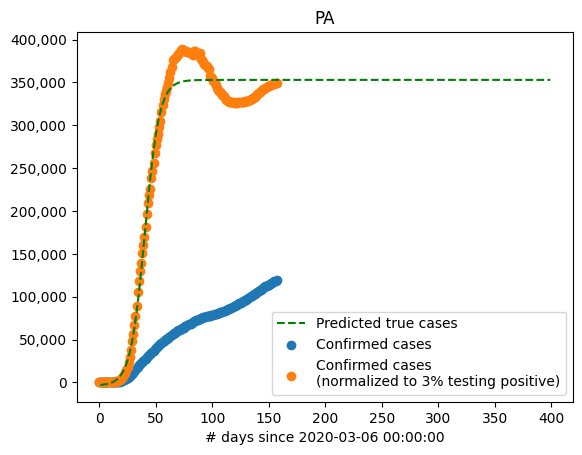 PA
400,000
350,000
300,000
250,000
200,000
150,000
100,000
50,000
0
Predicted true cases
Confirmed cases
Confirmed cases
(normalized to 3% testing positive)
0 50 100 150 200 250 300 350 400
# days since 2020-03-06 00:00:00